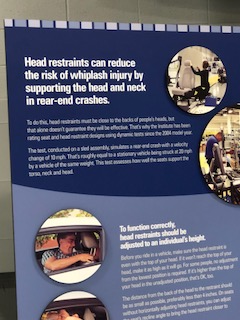 Head restraints can reduce
the risk of whiplash injury by
supporting the head and neck
in rear-end crashes.
To do this, head restraints must be close to the backs of people's heads, but
that alone doesn't guarantee they will be effective. That's why the Institute has been
rating seat and head restraint designs using dynamic tests since the 2004 model year.
The test, conducted on a sled assembly, simulates a rear-end crash with a velocity
change of 10 mph. That's roughly equal to a stationary vehicle being struck at 20 mph
by a vehicle of the same weight. This test assesses how well the seats support the
torso, neck and head.
To function correctly
head restraints should be
adjusted to an individual's height.
Before you ride in a vehicle, make sure the head restraint is
even with the top of your head. If it won't reach the top of your
head, make it as high as it will go. For some people, no adjustment
from the lowest position is required. If it's higher than the top of
your head in the unadjusted position, that's OK, too.
The distance from the back of the head to the restraint should
be as small as possible, preferably less than 4 inches. On seats
without horizontally adjusting head restraints, you can adjust
the seat's recline angle to bring the head restraint closer to